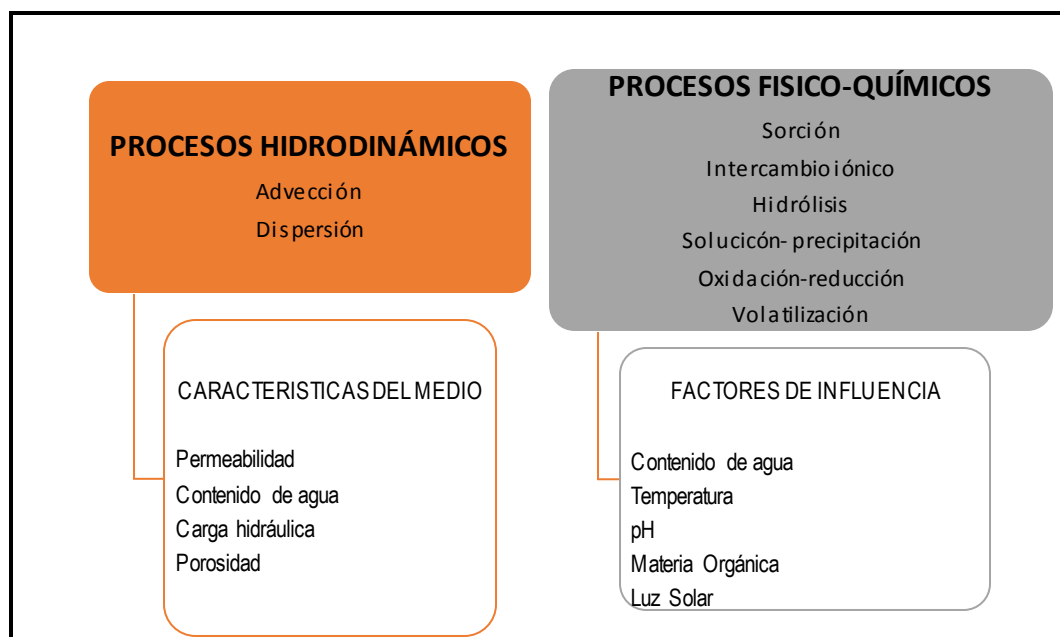 PROCESOS HIDRODINÁMICOS
Advección
Dispersión
CARACTERISTICAS DEL MEDIO
Permeabilidad
Contenido de agua
Carga hidráulica
Porosidad
PROCESOS FISICO-QUÍMICOS
Sorción
Intercambio iónico
Hidrólisis
Solucicón- precipitación
Oxidación-reducción
Volatilización
FACTORES DE INFLUENCIA
Contenido de agua
Temperatura
pH
Materia Orgánica
Luz Solar